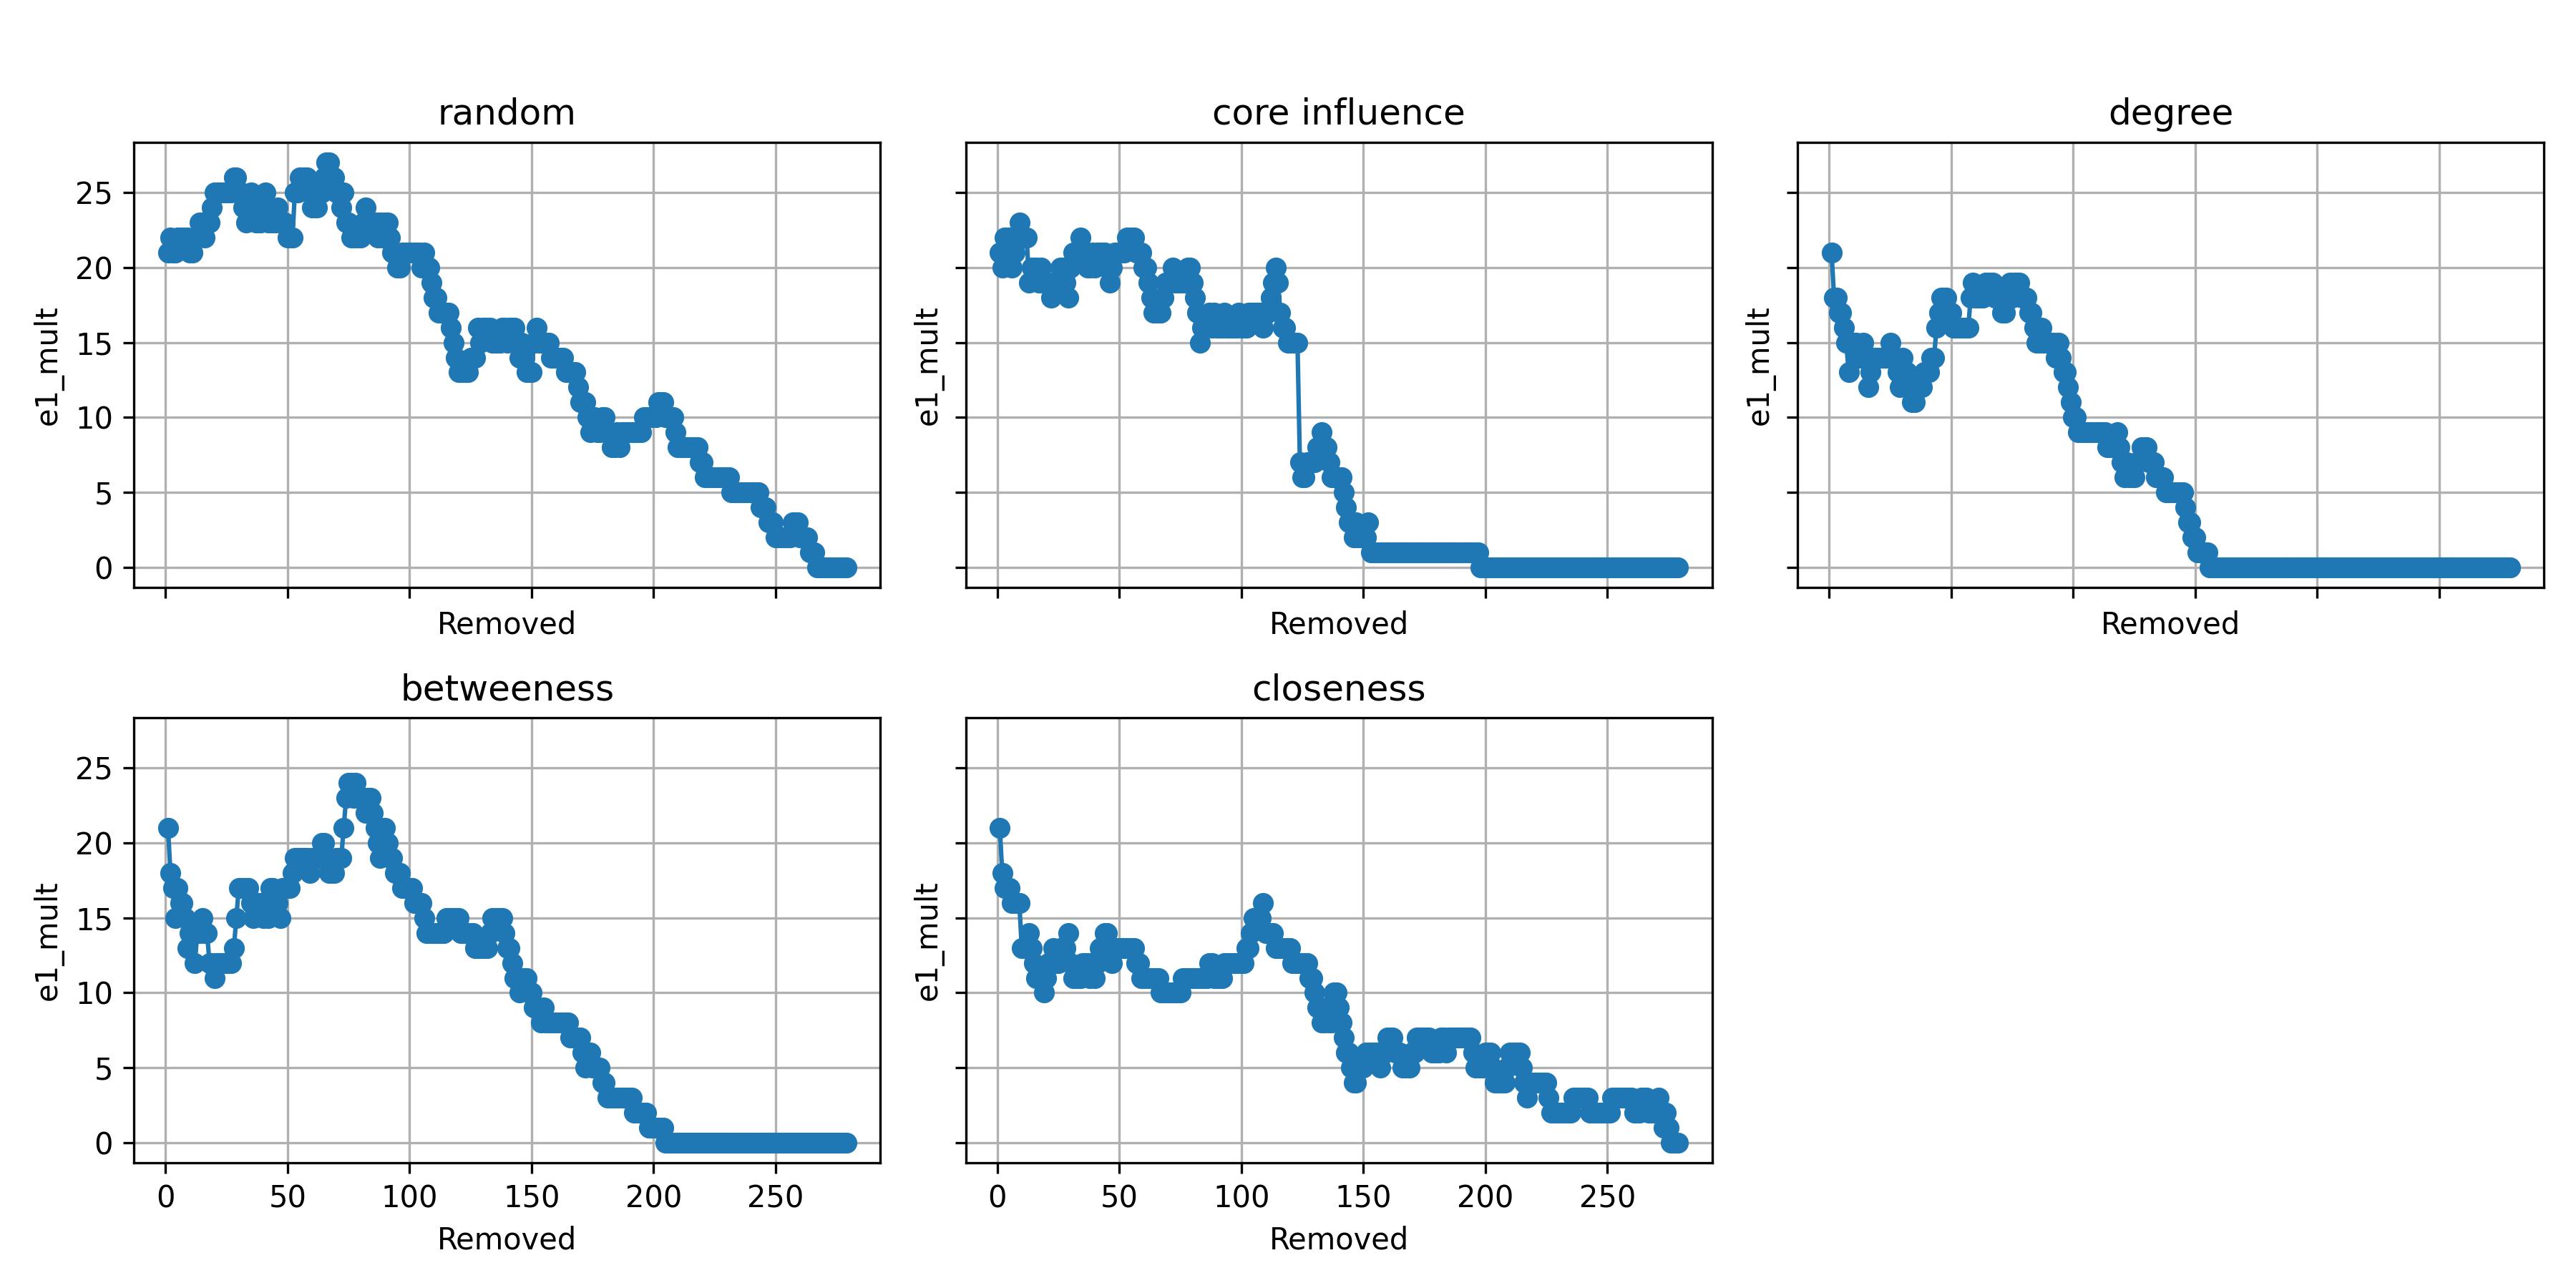 random
core influence
degree
25
20
15
10
5
0
e1_mult
e1_mult
e1_mult
Removed
Removed
Removed
betweeness
closeness
25
20
15
10
5
0
e1_mult
e1_mult
0 50 100 150 200 250
0 50 100 150 200 250
Removed
Removed